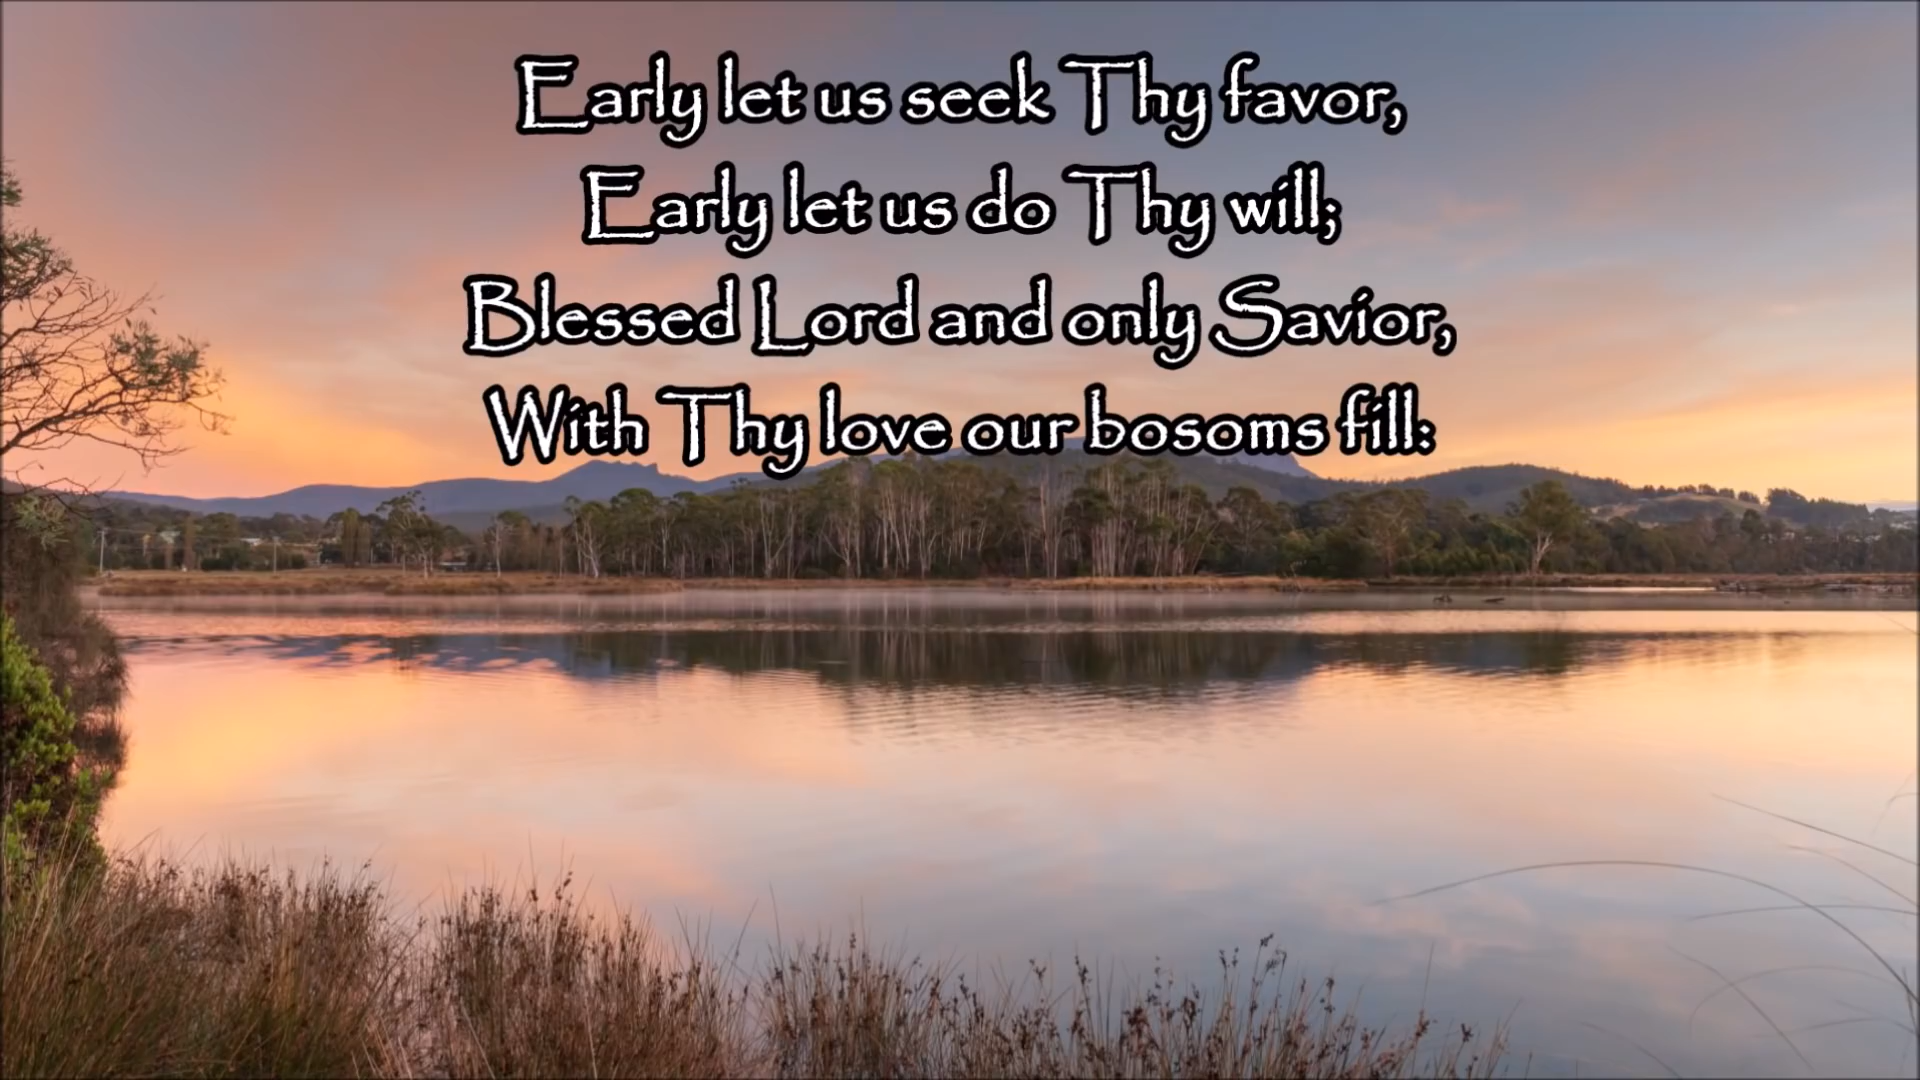 Early let us seek Thy favor,
Early let us do Thy will;
Blessed Lord and only Savior,
With Thy love our bosoms fill: